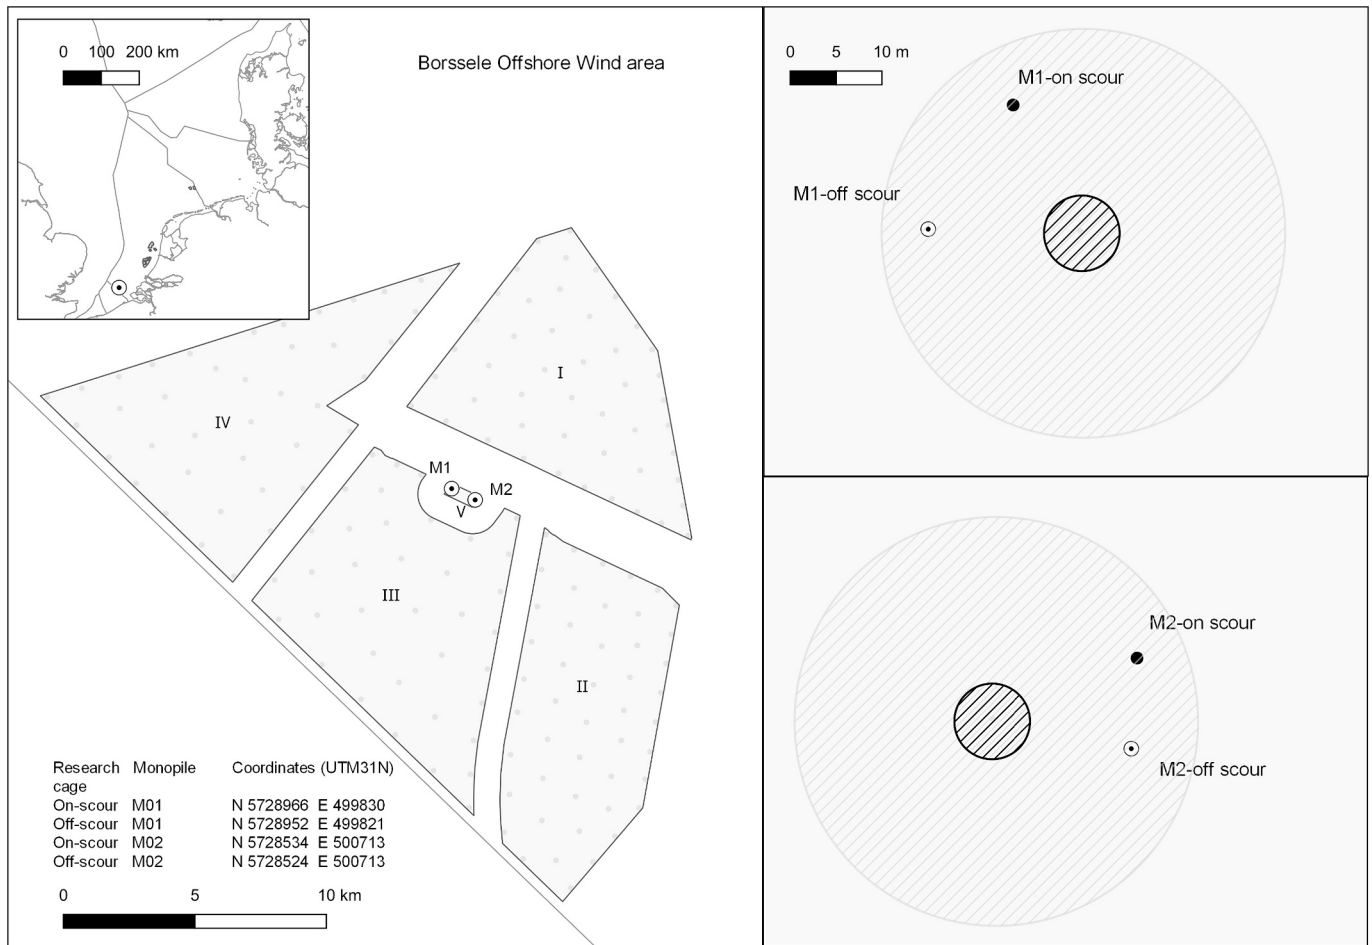 0 100 200 km
Borssele Offshore Wind area
I
IV
M1
M2
V
III
II
Research Monopile Coordinates (UTM31N)
cage
On-scour M01 N 5728966 E 499830
Off-scour M01 N 5728952 E 499821
On-scour M02 N 5728534 E 500713
Off-scour M02 N 5728524 E 500713
0 5 10 km
0 5 10 m
M1-on scour
M1-off scour
M2-on scour
M2-off scour